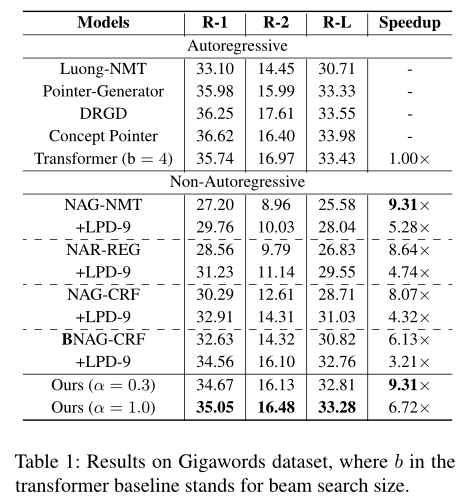 Models R-1 R-2 R-L Speedup
Autoregressive
Luong-NMT 33.10 14.45 30.71 -
Pointer-Generator 35.98 15.99 33.33 -
DRGD 36.25 17.61 33.55 -
Concept Pointer 36.62 16.40 33.98 -
Transformer (b = 4) 35.74 16.97 33.43 1.00×
Non-Autoregressive
NAG-NMT 27.20 8.96 25.58 9.31×
+LPD-9 29.76 10.03 28.04 5.28×
NAR-REG 28.56 9.79 26.83 8.64×
+LPD-9 31.23 11.14 29.55 4.74×
NAG-CRF 30.29 12.61 28.71 8.07×
+LPD-9 32.91 14.31 31.03 4.32×
BNAG-CRF 32.63 14.32 30.82 6.13×
+LPD-9 34.56 16.10 32.76 3.21×
Ours (α = 0.3) 34.67 16.13 32.81 9.31×
Ours (α = 1.0) 35.05 16.48 33.28 6.72×
Table 1: Results on Gigawords dataset, where b in the
transformer baseline stands for beam search size.